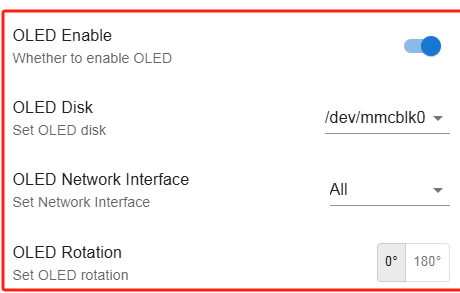 OLED Enable
Whether to enable OLED
OLED Disk
Set OLED disk
/dev/mmcblk0
OLED Network Interface
Set Network Interface
All
OLED Rotation
Set OLED rotation
0° 180°